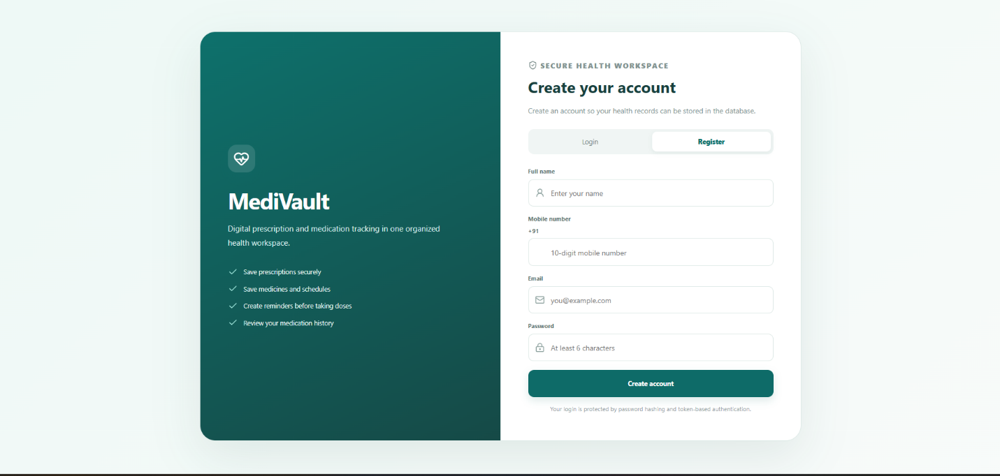 MediVault
Digital prescription and medication tracking in one organized
health workspace.
Save prescriptions securely
Save medicines and schedules
Create reminders before taking doses
Review your medication history
SECURE HEALTH WORKSPACE
Create your account
Create an account so your health records can be stored in the database.
Login
Register
Full name
Enter your name
Mobile number
+91
10-digit mobile number
Email
you@example.com
Password
At least 6 characters
Create account
Your login is protected by password hashing and token-based authentication.